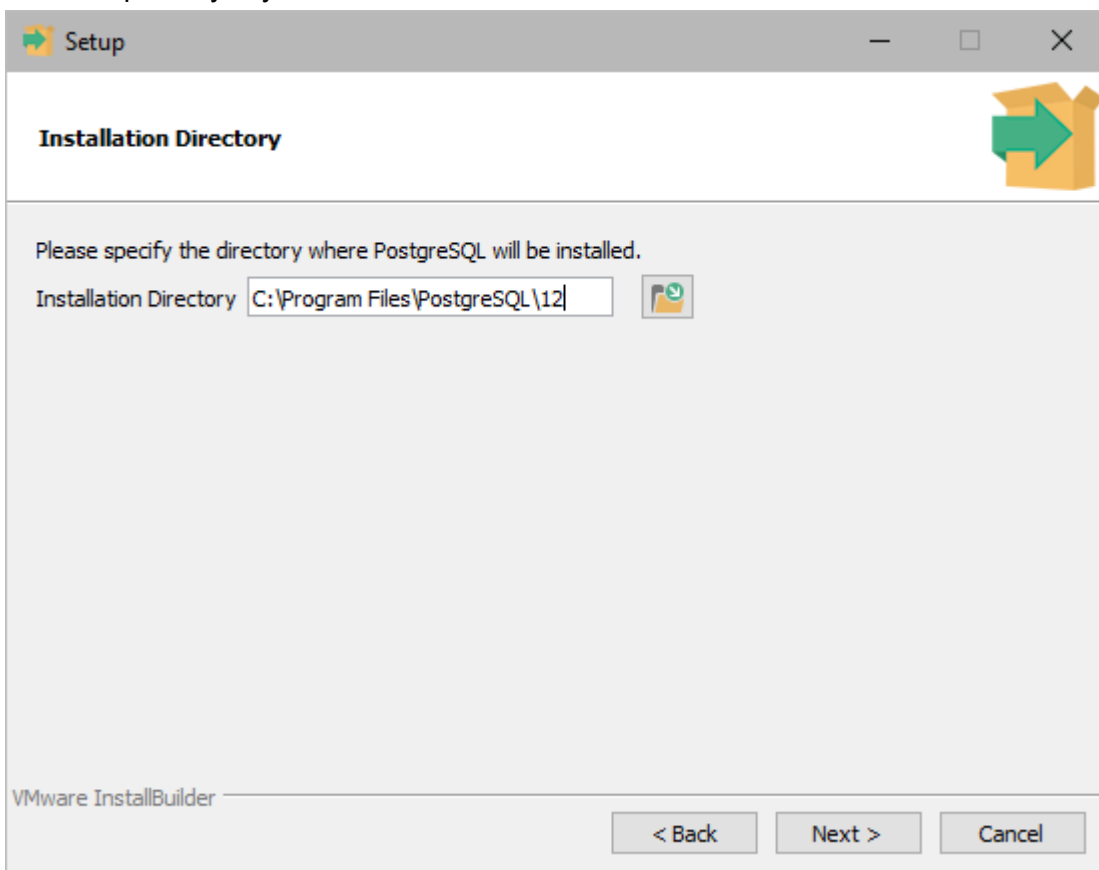 Setup
Installation Directory
Please specify the directory where PostgreSQL will be installed.
Installation Directory C:\Program Files\PostgreSQL\12
VMware InstallBuilder
< Back Next > Cancel